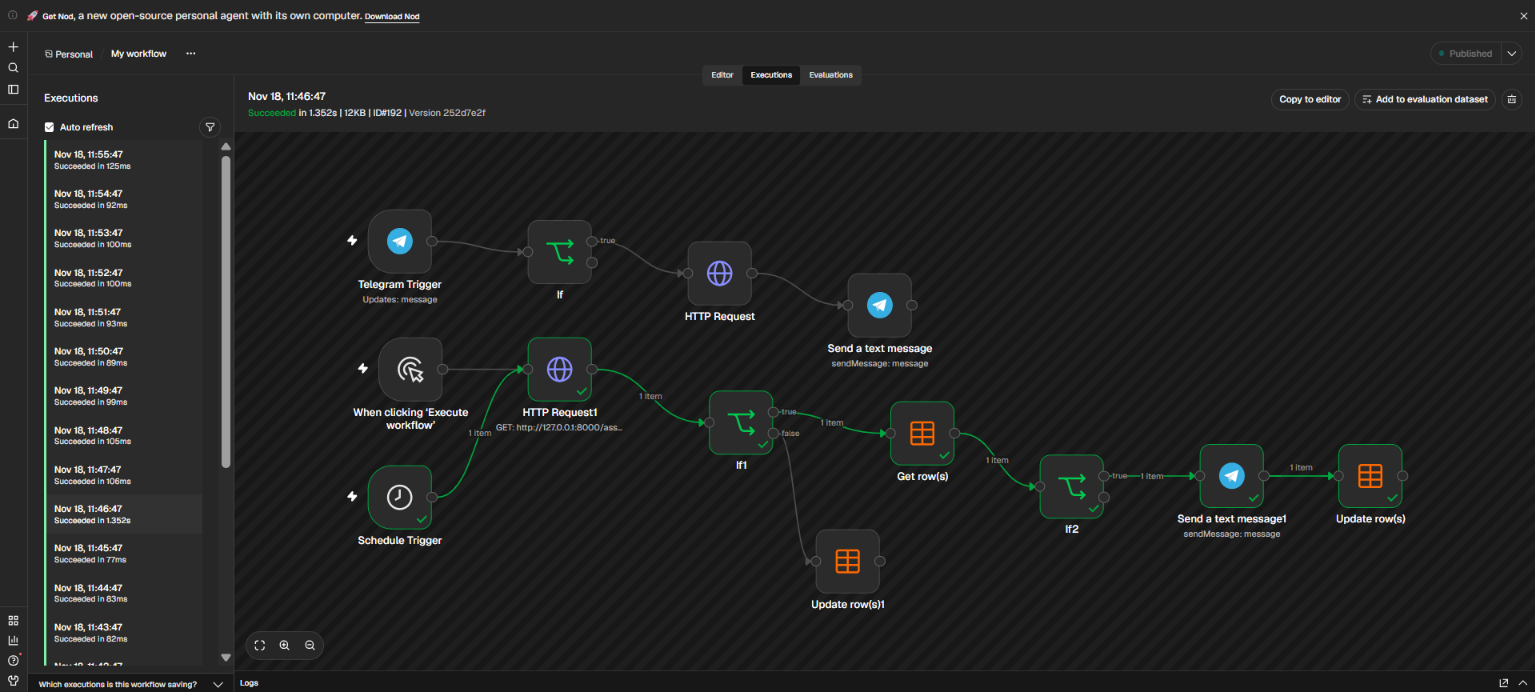 Get Nod, a new open-source personal agent with its own computer. Download Nod
Personal / My workflow ...
Published
Editor
Executions
Evaluations
Executions
Auto refresh
Nov 18, 11:55:47
Succeeded in 125ms
Nov 18, 11:54:47
Succeeded in 92ms
Nov 18, 11:53:47
Succeeded in 100ms
Nov 18, 11:52:47
Succeeded in 100ms
Nov 18, 11:51:47
Succeeded in 93ms
Nov 18, 11:50:47
Succeeded in 89ms
Nov 18, 11:49:47
Succeeded in 99ms
Nov 18, 11:48:47
Succeeded in 105ms
Nov 18, 11:47:47
Succeeded in 106ms
Nov 18, 11:46:47
Succeeded in 1.352s
Nov 18, 11:45:47
Succeeded in 77ms
Nov 18, 11:44:47
Succeeded in 83ms
Nov 18, 11:43:47
Succeeded in 82ms
Which executions is this workflow saving?
Nov 18, 11:46:47
Succeeded in 1.352s | 12KB | ID#192 | Version 252d7e2f
Copy to editor
Add to evaluation dataset
Telegram Trigger
Updates: message
If
true
HTTP Request
Send a text message
sendMessage: message
When clicking ‘Execute
workflow’
HTTP Request1
GET: http://127.0.0.1:8000/ass...
1 item
Schedule Trigger
1 item
If1
true
false
1 item
Get row(s)
1 item
If2
true
1 item
Send a text message1
sendMessage: message
1 item
Update row(s)
Update row(s)1
Logs